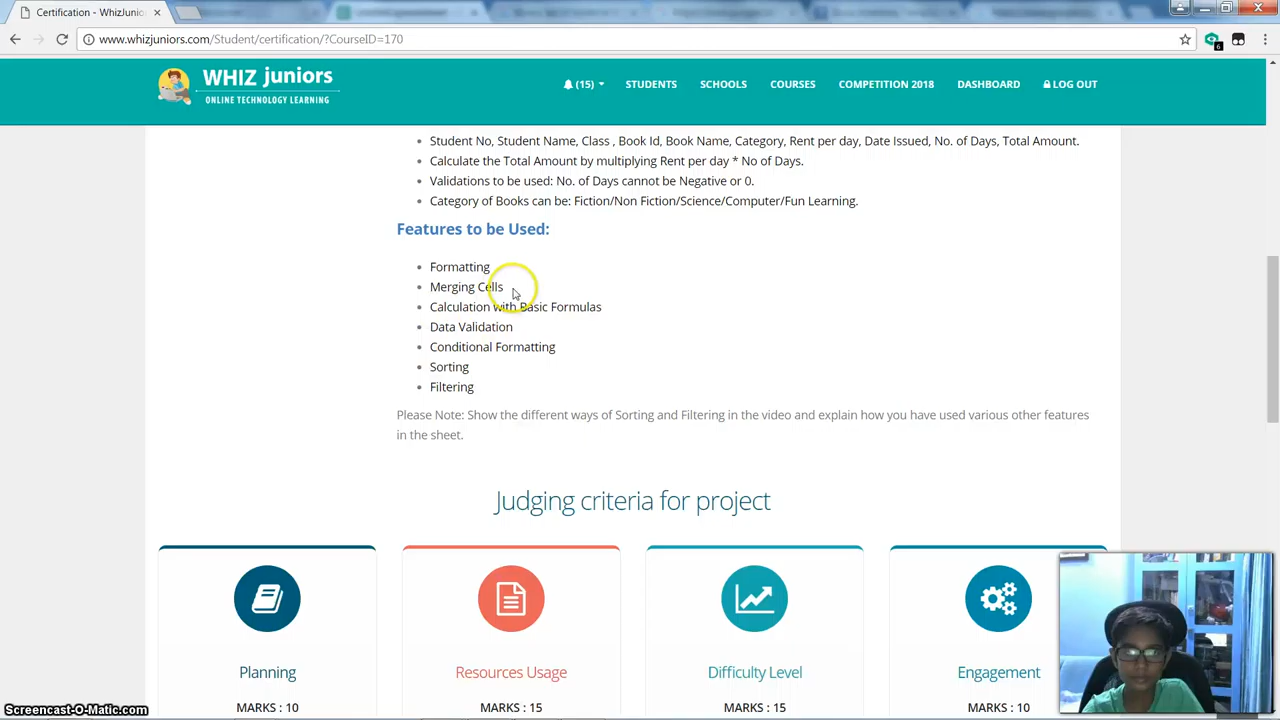 Certification - WhizJunio
www.whizjuniors.com/Student/certification/?CourseID=170
6
WHIZ juniors
ONLINE TECHNOLOGY LEARNING
(15)
STUDENTS
SCHOOLS
COURSES
COMPETITION 2018
DASHBOARD
LOG OUT
Student No, Student Name, Class , Book Id, Book Name, Category, Rent per day, Date Issued, No. of Days, Total Amount.
Calculate the Total Amount by multiplying Rent per day * No of Days.
Validations to be used: No. of Days cannot be Negative or 0.
Category of Books can be: Fiction/Non Fiction/Science/Computer/Fun Learning.
Features to be Used:
Formatting
Merging Cells
Calculation with Basic Formulas
Data Validation
Conditional Formatting
Sorting
Filtering
Please Note: Show the different ways of Sorting and Filtering in the video and explain how you have used various other features
in the sheet.
Judging criteria for project
Planning
MARKS : 10
Resources Usage
MARKS : 15
Difficulty Level
MARKS : 15
Engagement
MARKS : 10
Screencast-O-Matic.com